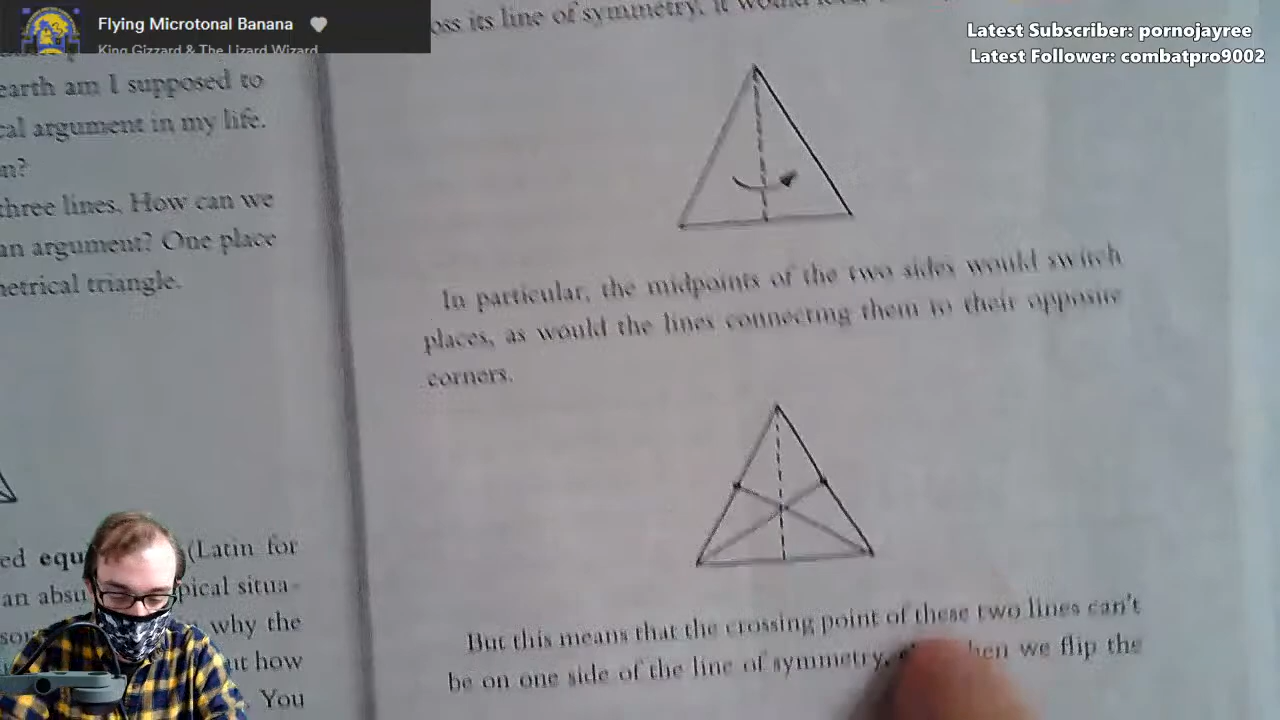 Flying Microtonal Banana
King Gizzard & The Lizard Wizard
Latest Subscriber: pornojayree
Latest Follower: combatpro9002
earth am I supposed to
cal argument in my life.
n?
three lines. How can we
an argument? One place
netrical triangle.
ed equ (Latin for
an absu pical situa-
son why the
ut how
. You
oss its line of symmetry, it would
In particular, the midpoints of the two sides would switch
places, as would the lines connecting them to their opposite
corners.
But this means that the crossing point of these two lines can't
be on one side of the line of symmetry, hen we flip the